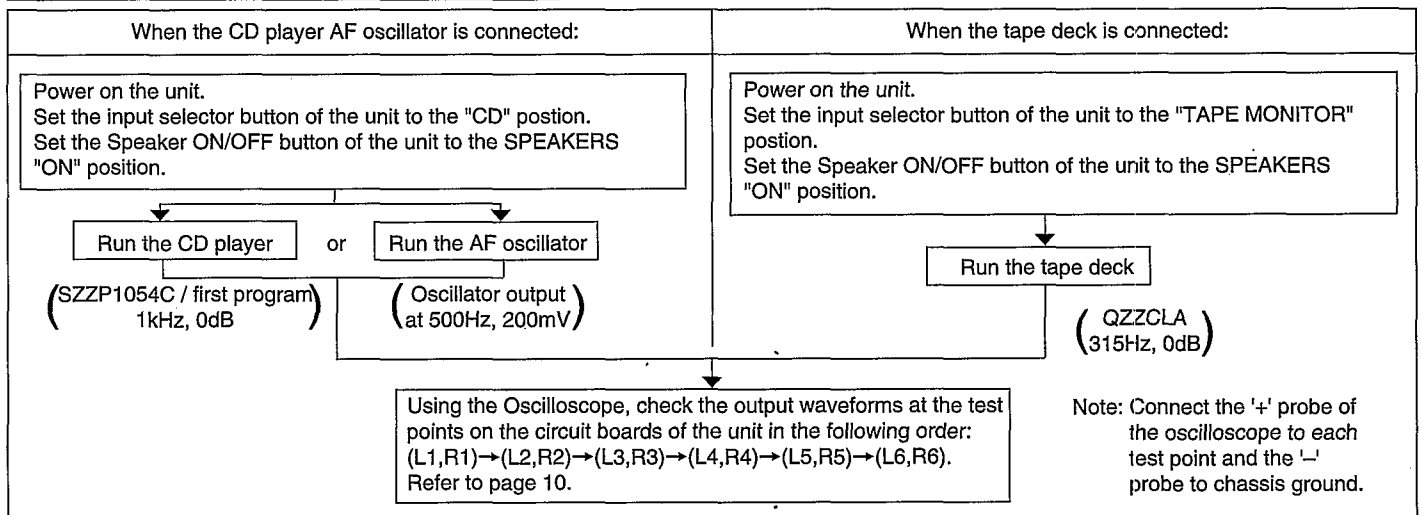 When the CD player AF oscillator is connected:
When the tape deck is connected:
Power on the unit.
Set the input selector button of the unit to the "CD" postion.
Set the Speaker ON/OFF button of the unit to the SPEAKERS
"ON" position.
Power on the unit.
Set the input selector button of the unit to the "TAPE MONITOR"
postion.
Set the Speaker ON/OFF button of the unit to the SPEAKERS
"ON" position.
Run the CD player or Run the AF oscillator
Run the tape deck
(SZZP1054C / first program
1kHz, 0dB)
(Oscillator output
at 500Hz, 200mV)
(QZZCLA
315Hz, 0dB)
Using the Oscilloscope, check the output waveforms at the test
points on the circuit boards of the unit in the following order:
(L1,R1)→(L2,R2)→(L3,R3)→(L4,R4)→(L5,R5)→(L6,R6).
Refer to page 10.
Note: Connect the '+' probe of
the oscilloscope to each
test point and the '–'
probe to chassis ground.